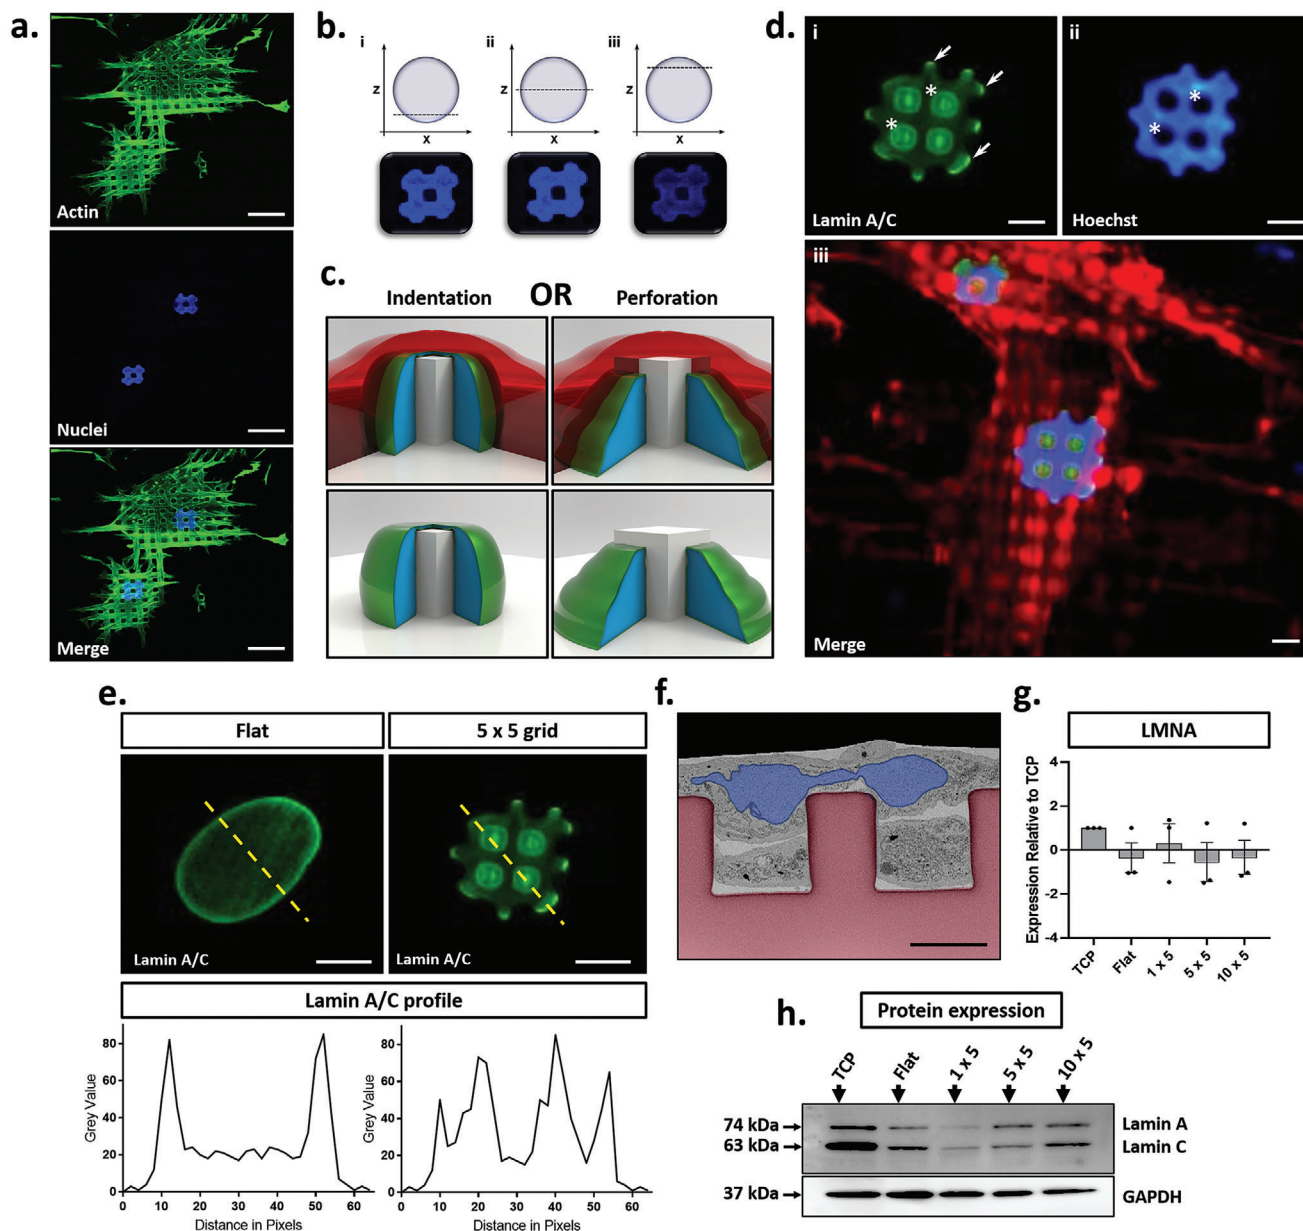 a.
Actin
Nuclei
Merge
b.
i
ii
iii
z
x
z
x
z
x
c.
Indentation OR Perforation
d.
i
*
*
Lamin A/C
ii
*
*
Hoechst
iii
Merge
e.
Flat
5 x 5 grid
Lamin A/C
Lamin A/C
Lamin A/C profile
Grey Value
80
60
40
20
0
0 10 20 30 40 50 60
Distance in Pixels
Grey Value
80
60
40
20
0
0 10 20 30 40 50 60
Distance in Pixels
f.
g.
LMNA
Expression Relative to TCP
4
2
0
-2
-4
TCP
Flat
1 x 5
5 x 5
10 x 5
h.
Protein expression
TCP
Flat
1 x 5
5 x 5
10 x 5
74 kDa
Lamin A
63 kDa
Lamin C
37 kDa
GAPDH